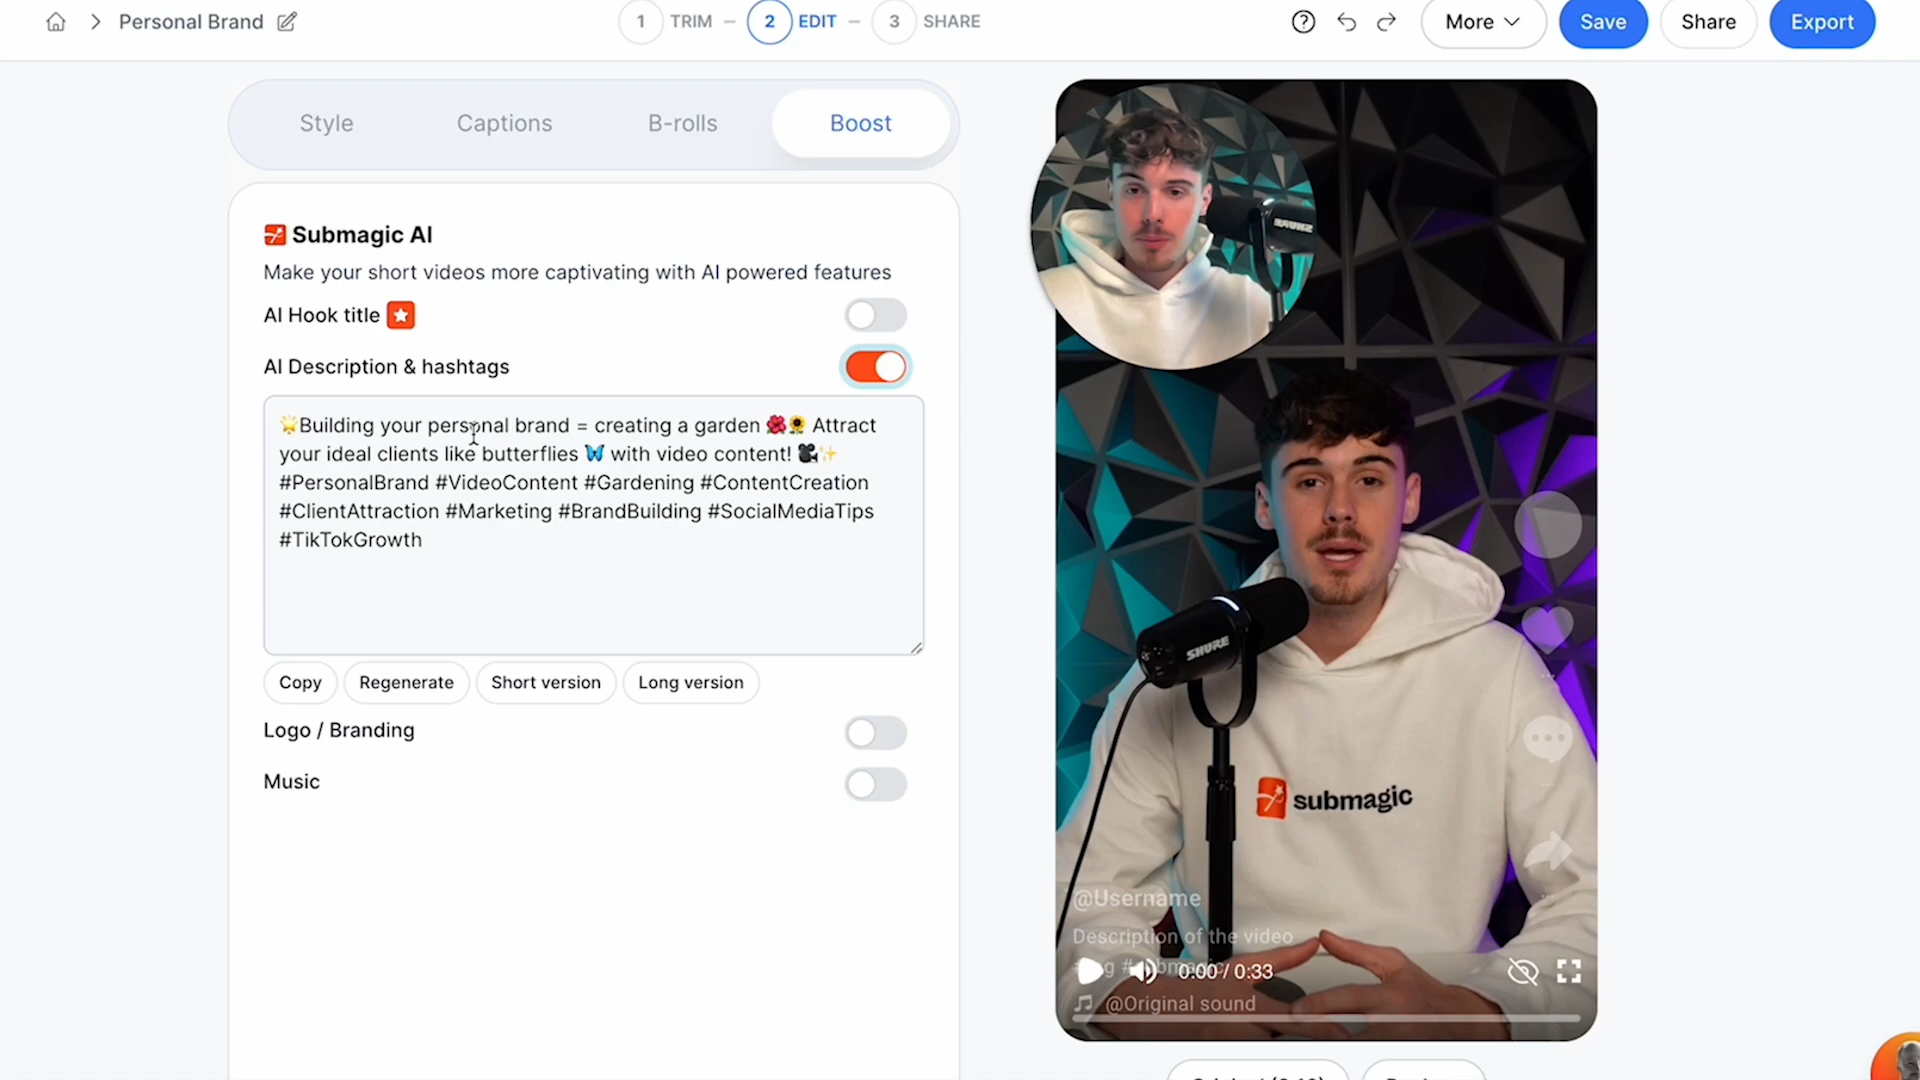 Personal Brand
1 TRIM
2 EDIT
3 SHARE
More
Save
Share
Export
Style
Captions
B-rolls
Boost
Submagic AI
Make your short videos more captivating with AI powered features
AI Hook title
AI Description & hashtags
🌟Building your personal brand = creating a garden 🌺🌻 Attract
your ideal clients like butterflies 🦋 with video content! 🎥✨
#PersonalBrand #VideoContent #Gardening #ContentCreation
#ClientAttraction #Marketing #BrandBuilding #SocialMediaTips
#TikTokGrowth
Copy
Regenerate
Short version
Long version
Logo / Branding
Music
SHURE
SHURE
submagic
@Username
Description of the video
0:00 / 0:33
@Original sound